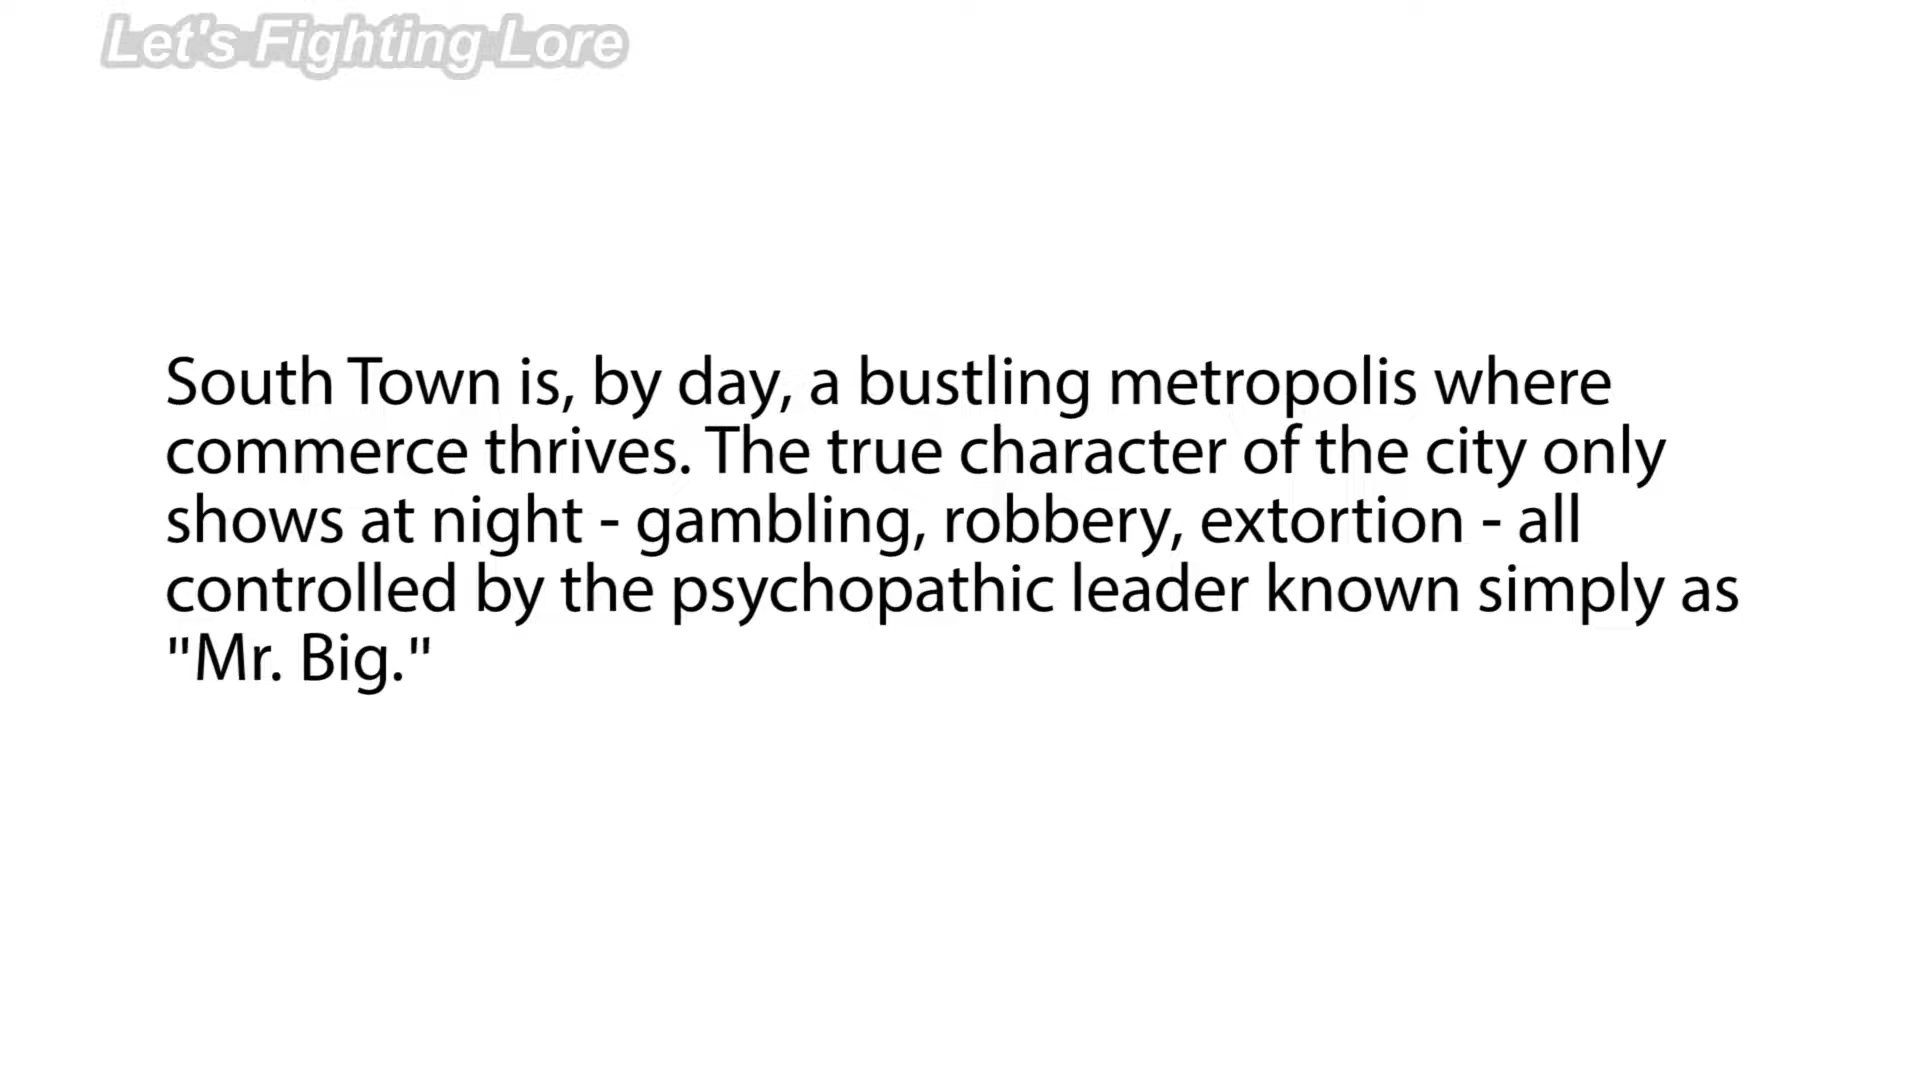 Let's Fighting Lore
South Town is, by day, a bustling metropolis where
commerce thrives. The true character of the city only
shows at night - gambling, robbery, extortion - all
controlled by the psychopathic leader known simply as
"Mr. Big."